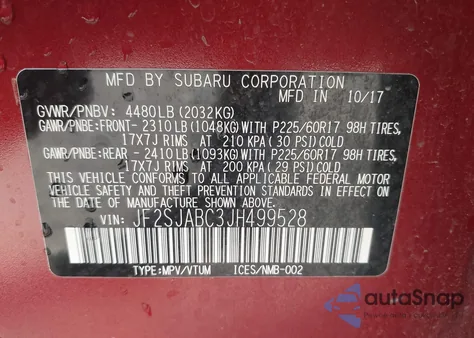 MFD BY SUBARU CORPORATION
MFD IN 10/17
GVWR/PNBV: 4480LB (2032KG)
GAWR/PNBE:FRONT- 2310LB (1048KG) WITH P225/60R17 98H TIRES,
17X7J RIMS AT 210 KPA ( 30 PSI) COLD
GAWR/PNBE:REAR - 2410LB (1093KG) WITH P225/60R17 98H TIRES,
17X7J RIMS AT 200 KPA (29 PSI) COLD
THIS VEHICLE CONFORMS TO ALL APPLICABLE FEDERAL MOTOR
VEHICLE SAFETY, BUMPER, AND THEFT PREVENTION STANDARDS
IN EFFECT ON THE DATE OF MANUFACTURE SHOWN ABOVE.
VIN: JF2SJABC3JH499528
TYPE:MPV/VTUM ICES/NMB-002
autoSnap